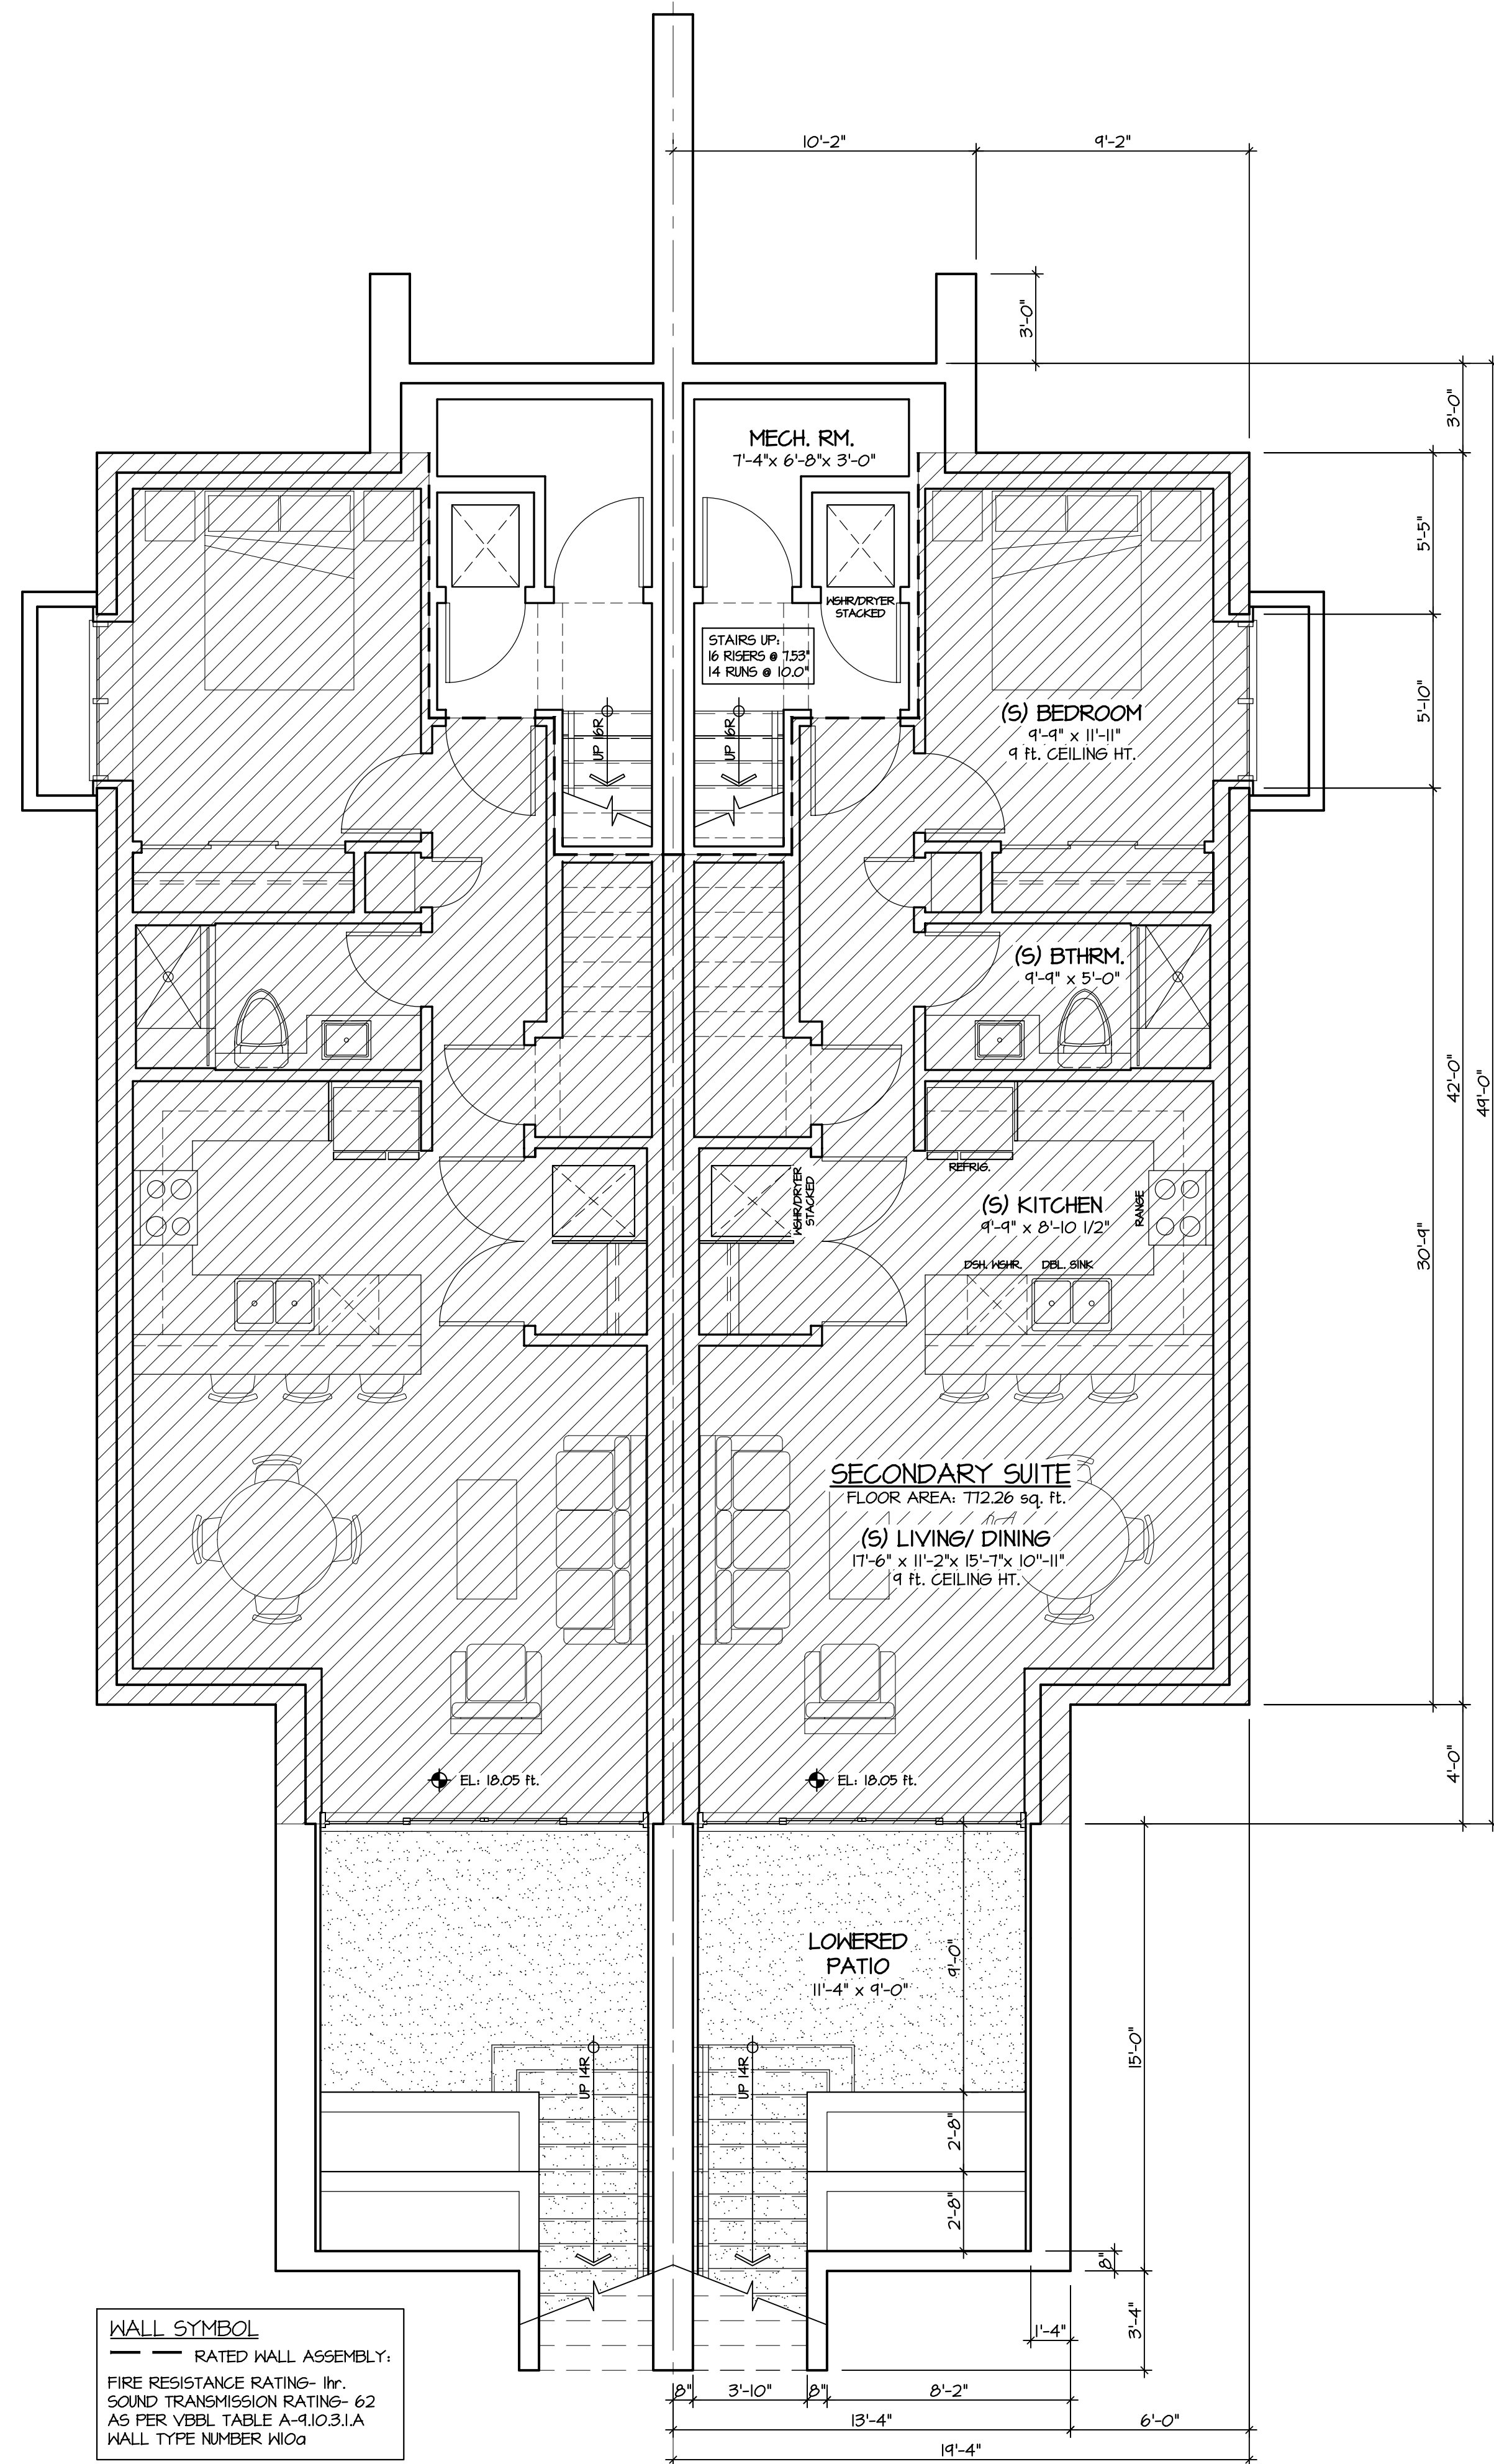 10'-2"
9'-2"
3'-0"
3'-0"
MECH. RM.
7'-4"x 6'-8"x 3'-0"
5'-5"
WSHR/DRYER
STACKED
STAIRS UP:
16 RISERS @ 7.53"
14 RUNS @ 10.0"
UP 16R
UP 16R
(S) BEDROOM
9'-9" x 11'-11"
9 ft. CEILING HT.
5'-10"
(S) BTHRM.
9'-9" x 5'-0"
42'-0"
49'-0"
REFRIG.
WSHR/DRYER
STACKED
(S) KITCHEN
9'-9" x 8'-10 1/2"
RANGE
30'-9"
DSH. WSHR.
DBL. SINK
SECONDARY SUITE
FLOOR AREA: 772.26 sq. ft.
(S) LIVING/ DINING
17'-6" x 11'-2"x 15'-7"x 10"-11"
9 ft. CEILING HT.
4'-0"
EL: 18.05 ft.
EL: 18.05 ft.
LOWERED
PATIO
11'-4" x 9'-0"
9'-0"
15'-0"
UP 14R
UP 14R
2'-8"
2'-8"
8"
1'-4"
3'-4"
WALL SYMBOL
RATED WALL ASSEMBLY:
FIRE RESISTANCE RATING- 1hr.
SOUND TRANSMISSION RATING- 62
AS PER VBBL TABLE A-9.10.3.1.A
WALL TYPE NUMBER W10a
8"
3'-10"
8"
8'-2"
13'-4"
6'-0"
19'-4"